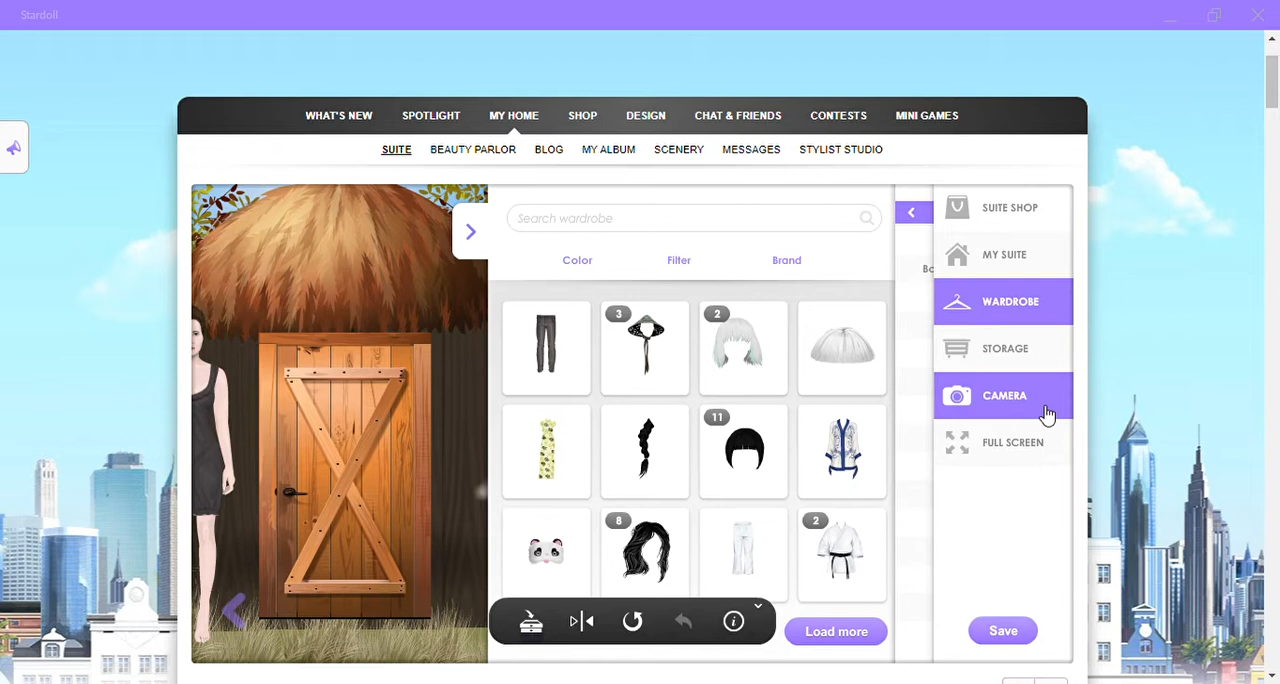 Stardoll
WHAT'S NEW SPOTLIGHT MY HOME SHOP DESIGN CHAT & FRIENDS CONTESTS MINI GAMES
SUITE BEAUTY PARLOR BLOG MY ALBUM SCENERY MESSAGES STYLIST STUDIO
Search wardrobe
Color Filter Brand
3 2
11
8 2
Load more
SUITE SHOP
MY SUITE
WARDROBE
STORAGE
CAMERA
FULL SCREEN
Save